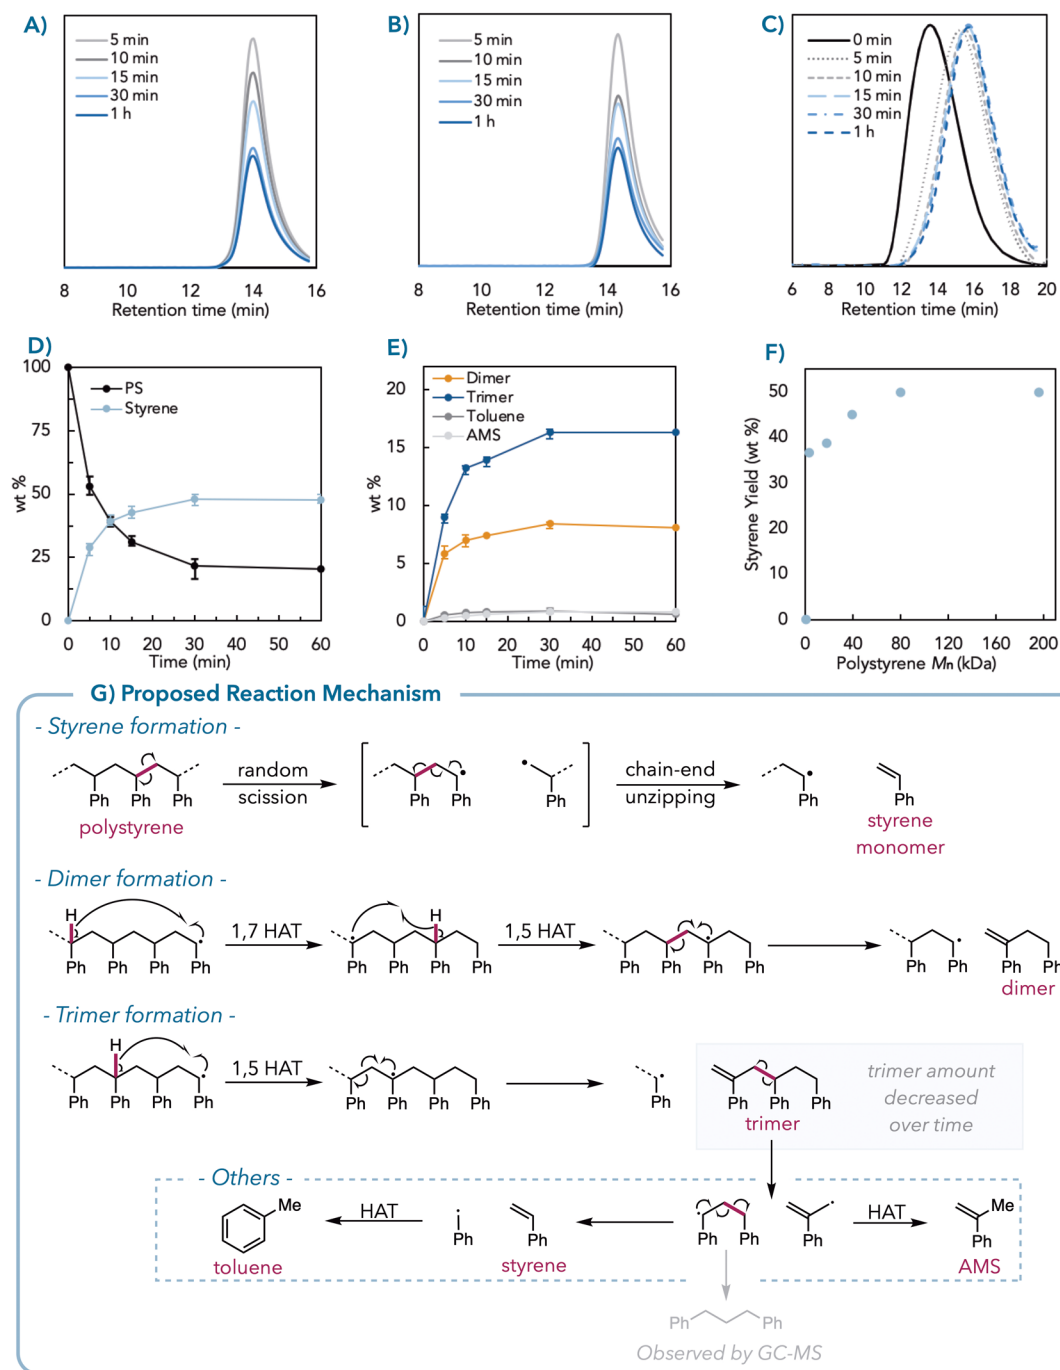 A)
5 min
10 min
15 min
30 min
1 h
8 10 12 14 16
Retention time (min)
B)
5 min
10 min
15 min
30 min
1 h
8 10 12 14 16
Retention time (min)
C)
0 min
5 min
10 min
15 min
30 min
1 h
6 8 10 12 14 16 18 20
Retention time (min)
D)
100
75
50
25
0
wt %
PS
Styrene
0 10 20 30 40 50 60
Time (min)
E)
20
15
10
5
0
wt %
Dimer
Trimer
Toluene
AMS
0 10 20 30 40 50 60
Time (min)
F)
50
40
30
20
10
0
Styrene Yield (wt %)
0 40 80 120 160 200
Polystyrene Mn (kDa)
G) Proposed Reaction Mechanism
- Styrene formation -
random
scission
chain-end
unzipping
Ph Ph Ph
Ph Ph
Ph
Ph
Ph
polystyrene
styrene
monomer
- Dimer formation -
H
1,7 HAT
H
1,5 HAT
Ph Ph Ph Ph
Ph Ph Ph Ph
Ph Ph Ph Ph
Ph Ph
Ph Ph
dimer
- Trimer formation -
H
1,5 HAT
Ph Ph Ph Ph
Ph Ph Ph Ph
Ph
Ph Ph Ph
trimer
trimer amount
decreased
over time
- Others -
Me
HAT
toluene
Ph
Ph
styrene
Ph Ph
Ph
HAT
Me
Ph
AMS
Ph Ph
Observed by GC-MS